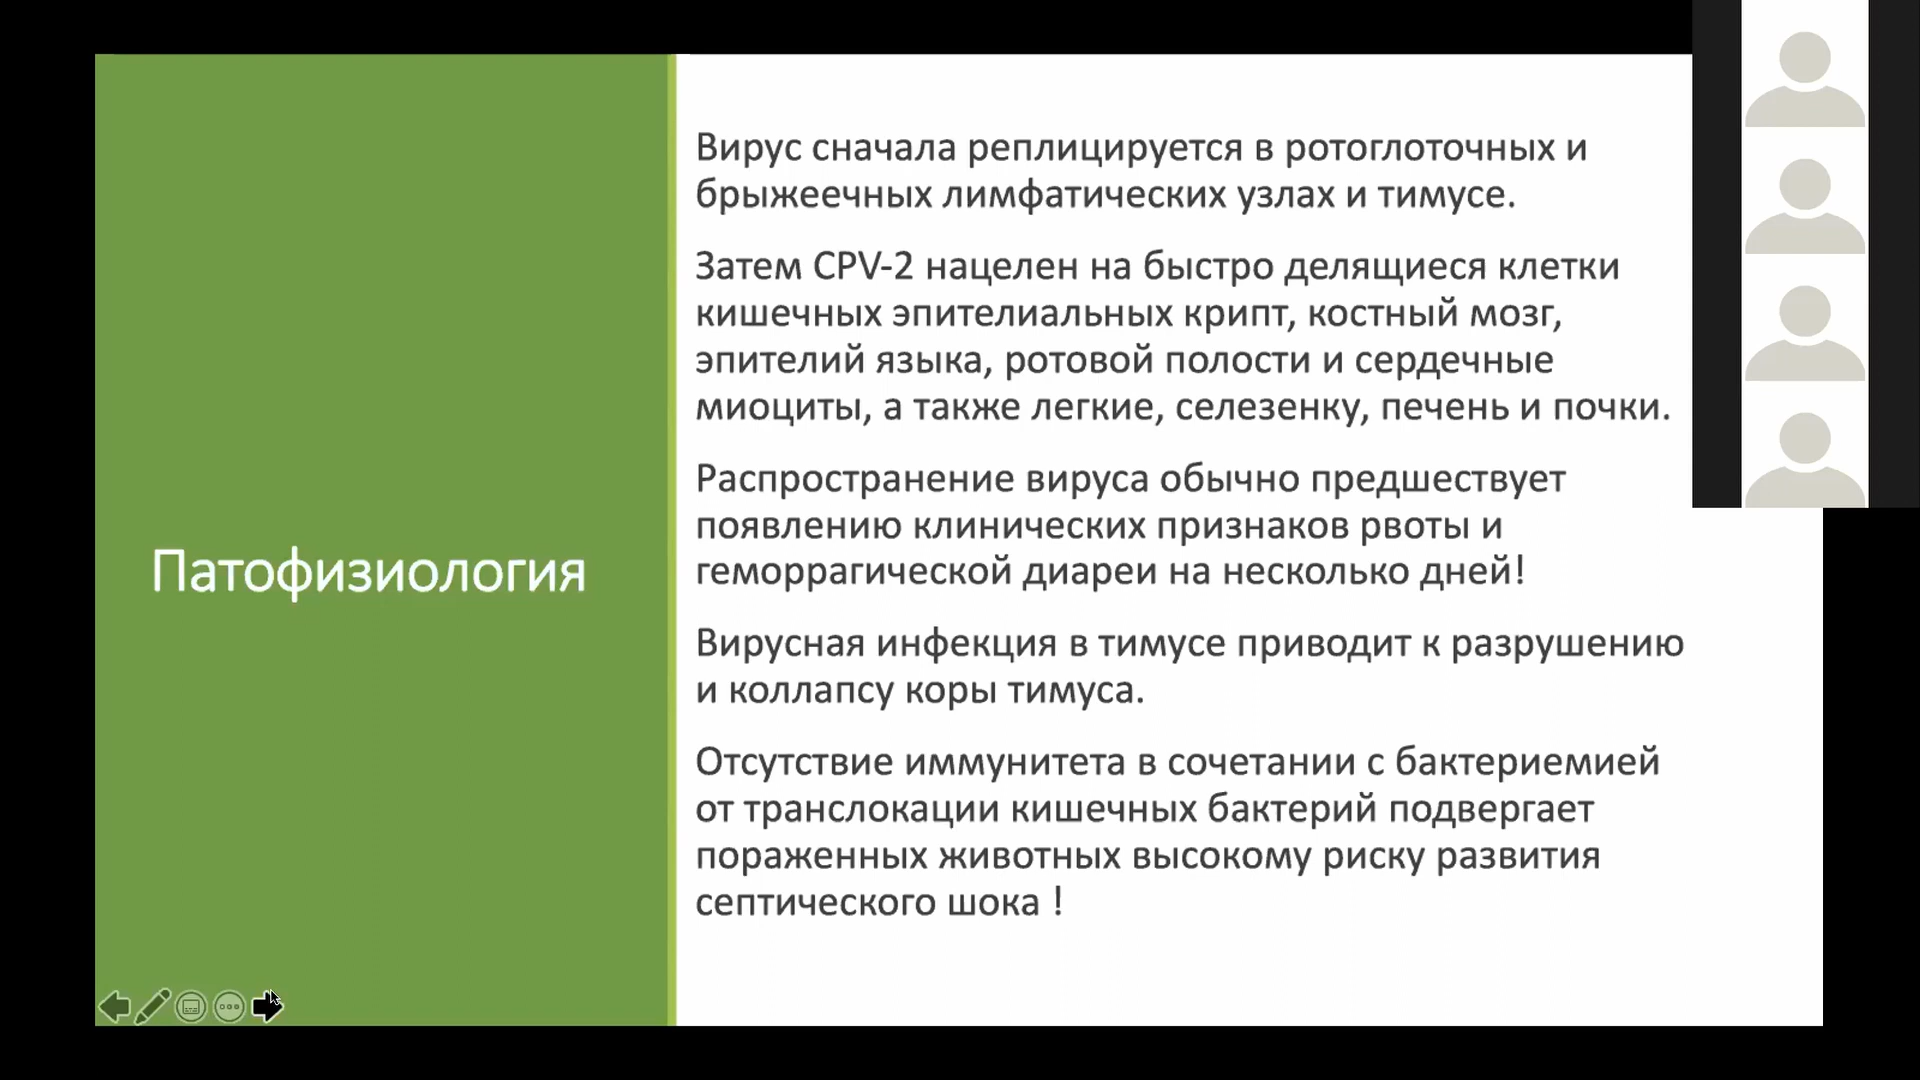 Патофизиология
Вирус сначала реплицируется в ротоглоточных и
брыжеечных лимфатических узлах и тимусе.
Затем CPV-2 нацелен на быстро делящиеся клетки
кишечных эпителиальных крипт, костный мозг,
эпителий языка, ротовой полости и сердечные
миоциты, а также легкие, селезенку, печень и почки.
Распространение вируса обычно предшествует
появлению клинических признаков рвоты и
геморрагической диареи на несколько дней!
Вирусная инфекция в тимусе приводит к разрушению
и коллапсу коры тимуса.
Отсутствие иммунитета в сочетании с бактериемией
от транслокации кишечных бактерий подвергает
пораженных животных высокому риску развития
септического шока !